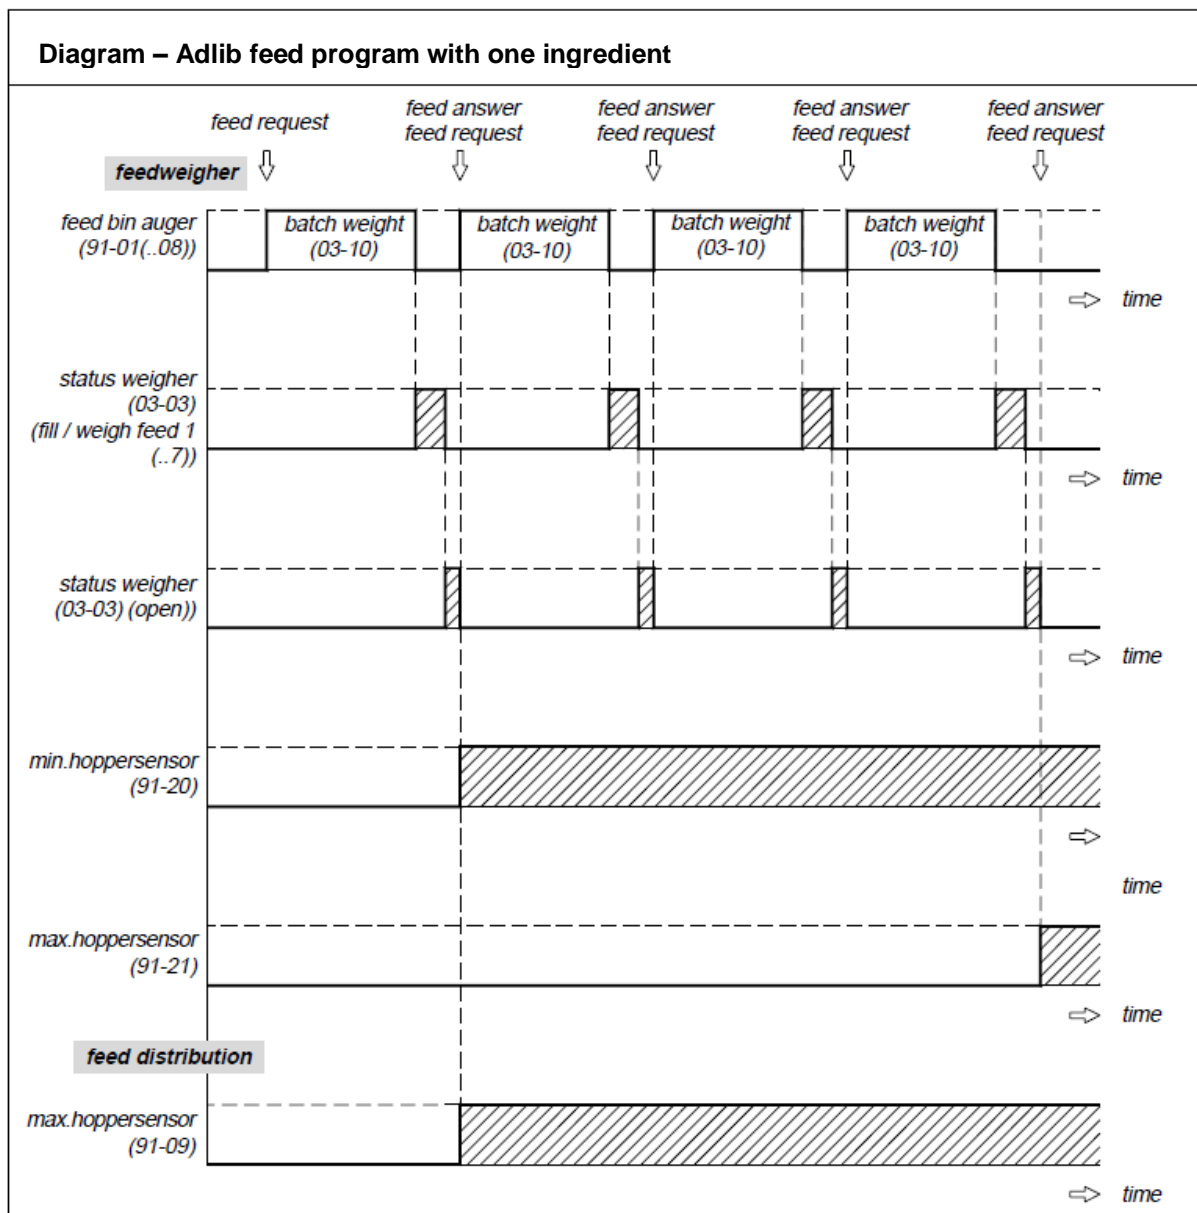 Diagram – Adlib feed program with one ingredient
feed request
feed answer
feed request
feed answer
feed request
feed answer
feed request
feed answer
feed request
feedweigher
feed bin auger
(91-01(..08))
batch weight
(03-10)
batch weight
(03-10)
batch weight
(03-10)
batch weight
(03-10)
time
status weigher
(03-03)
(fill / weigh feed 1
(..7))
time
status weigher
(03-03) (open))
time
min.hoppersensor
(91-20)
time
max.hoppersensor
(91-21)
time
feed distribution
max.hoppersensor
(91-09)
time